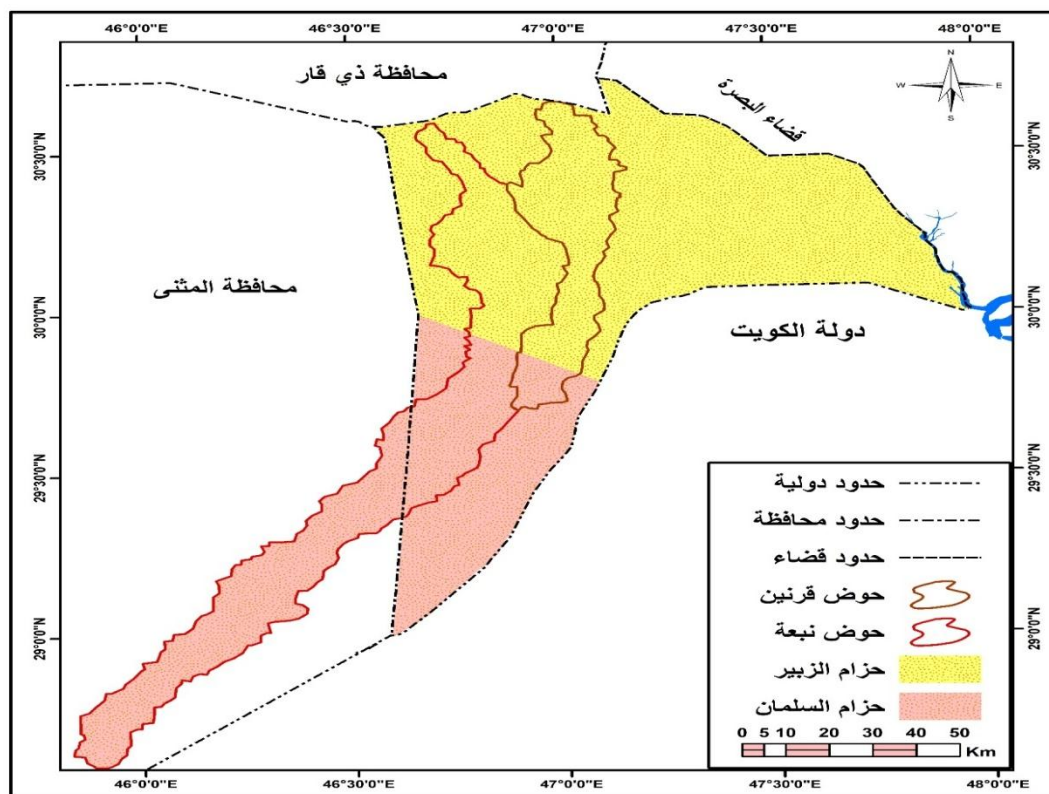 46°0'0"E 46°30'0"E 47°0'0"E 47°30'0"E 48°0'0"E
N
W E
S
محافظة ذي قار
قضاء البصرة
30°30'0"N 30°30'0"N
محافظة المثنى
30°0'0"N 30°0'0"N
دولة الكويت
29°30'0"N 29°30'0"N
29°0'0"N 29°0'0"N
حدود دولية
حدود محافظة
حدود قضاء
حوض قرنين
حوض نبعة
حزام الزبير
حزام السلمان
0 5 10 20 30 40 50
Km
46°0'0"E 46°30'0"E 47°0'0"E 47°30'0"E 48°0'0"E